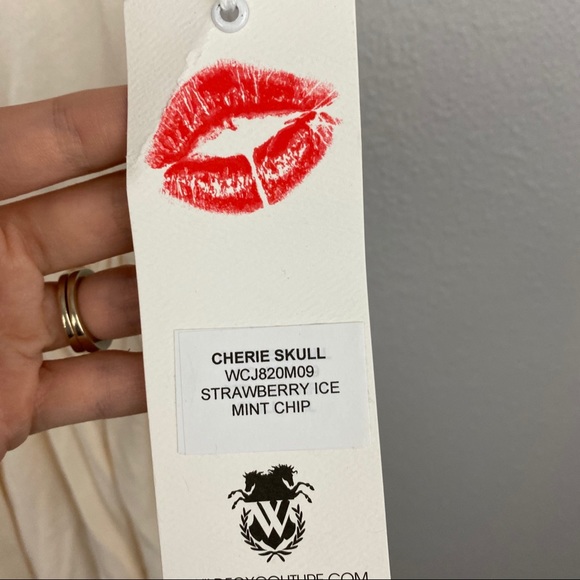 CHERIE SKULL
WCJ820M09
STRAWBERRY ICE
MINT CHIP
W